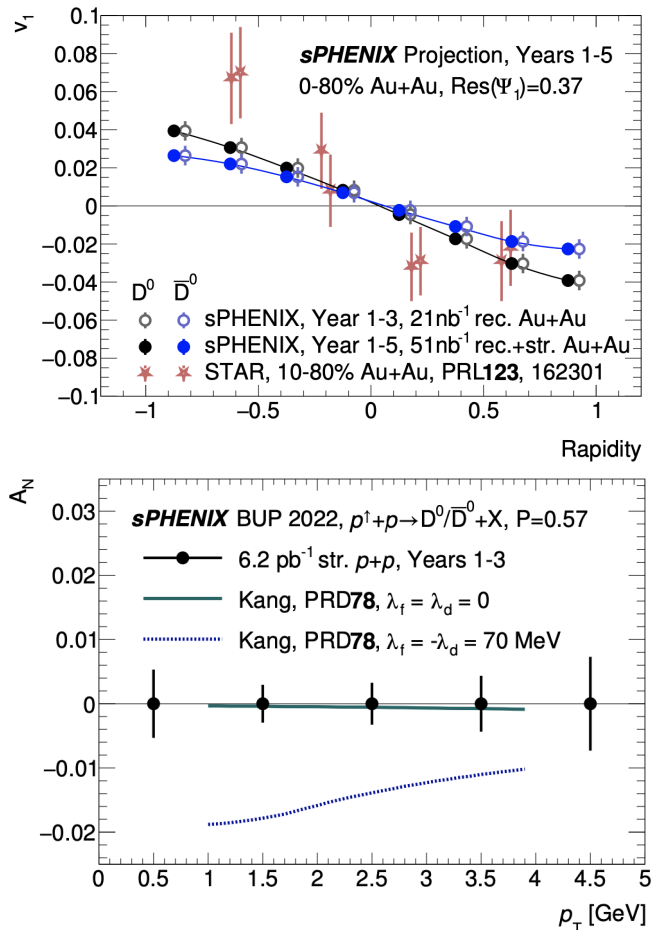 v₁
0.1
0.08
0.06
0.04
0.02
0
−0.02
−0.04
−0.06
−0.08
−0.1
sPHENIX Projection, Years 1-5
0-80% Au+Au, Res(Ψ₁)=0.37
D⁰ D̅⁰
sPHENIX, Year 1-3, 21nb⁻¹ rec. Au+Au
sPHENIX, Year 1-5, 51nb⁻¹ rec.+str. Au+Au
STAR, 10-80% Au+Au, PRL123, 162301
−1 −0.5 0 0.5 1
Rapidity
A_N
0.03
0.02
0.01
0
−0.01
−0.02
sPHENIX BUP 2022, p↑+p→D⁰/D̅⁰+X, P=0.57
6.2 pb⁻¹ str. p+p, Years 1-3
Kang, PRD78, λ_f = λ_d = 0
Kang, PRD78, λ_f = -λ_d = 70 MeV
0 0.5 1 1.5 2 2.5 3 3.5 4 4.5 5
p_T [GeV]